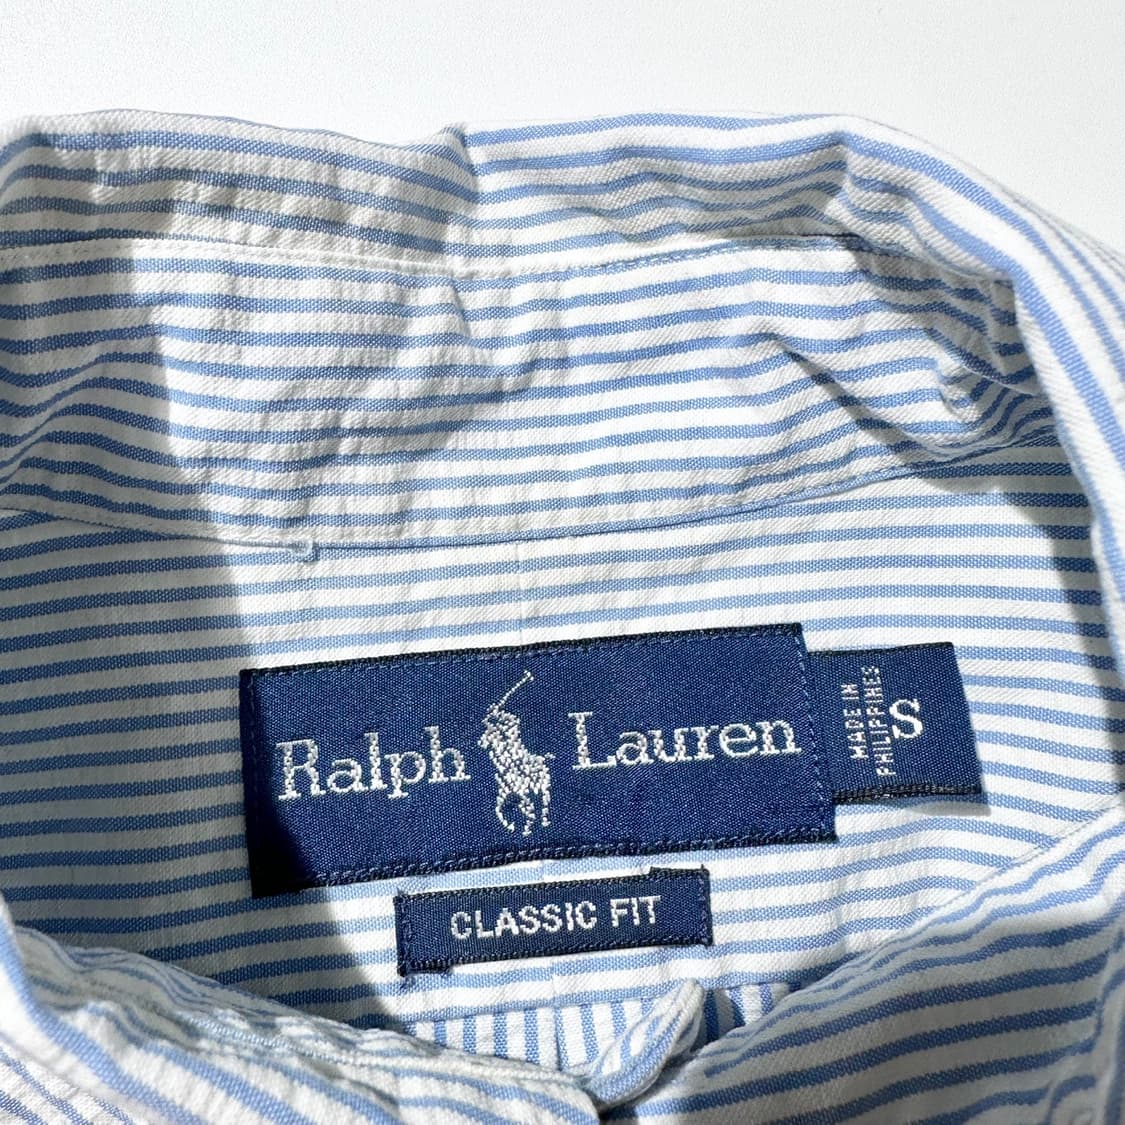 Ralph Lauren
MADE IN
PHILIPPINES
S
CLASSIC FIT